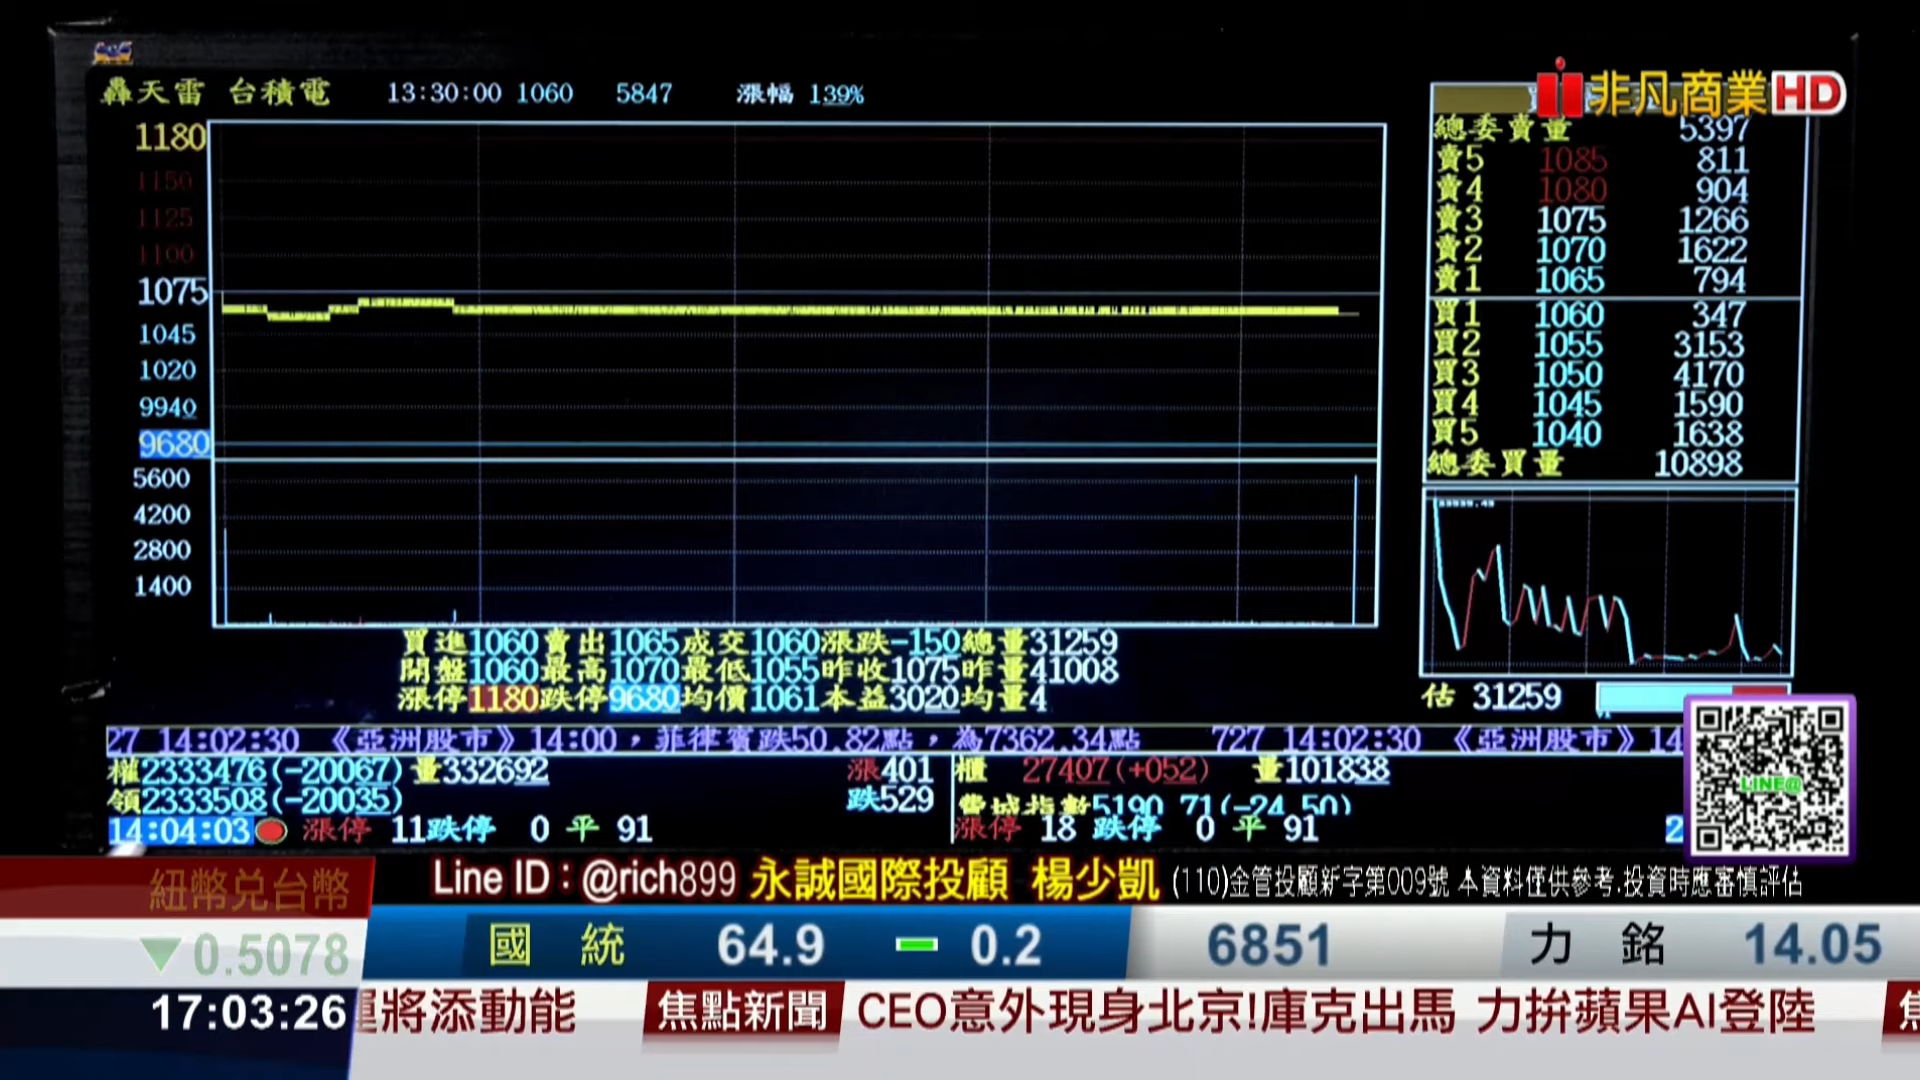 轟天雷 台積電 13:30:00 1060 5847 漲幅 139%
非凡商業HD
1180
1150
1125
1100
1075
1045
1020
9940
9680
5600
4200
2800
1400
總委賣量 5397
賣5 1085 811
賣4 1080 904
賣3 1075 1266
賣2 1070 1622
賣1 1065 794
買1 1060 347
買2 1055 3153
買3 1050 4170
買4 1045 1590
買5 1040 1638
總委買量 10898
估 31259
買進1060賣出1065成交1060漲跌-150總量31259
開盤1060最高1070最低1055昨收1075昨量41008
漲停1180跌停9680均價1061本益3020均量4
27 14:02:30 《亞洲股市》14:00,菲律賓跌50.82點,為7362.34點 727 14:02:30 《亞洲股市》14
權2333476(-20067) 量332692 漲401 櫃 27407(+052) 量101838
領2333508(-20035) 跌529 費城指數5190.71(-24.50)
14:04:03 漲停 11跌停 0 平 91 漲停 18 跌停 0 平 91 2
LINE@
紐幣兌台幣
Line ID:@rich899 永誠國際投顧 楊少凱 (110)金管投顧新字第009號 本資料僅供參考.投資時應審慎評估
▼0.5078
國統 64.9 0.2 6851 力銘 14.05
17:03:26 將添動能 焦點新聞 CEO意外現身北京!庫克出馬 力拚蘋果AI登陸